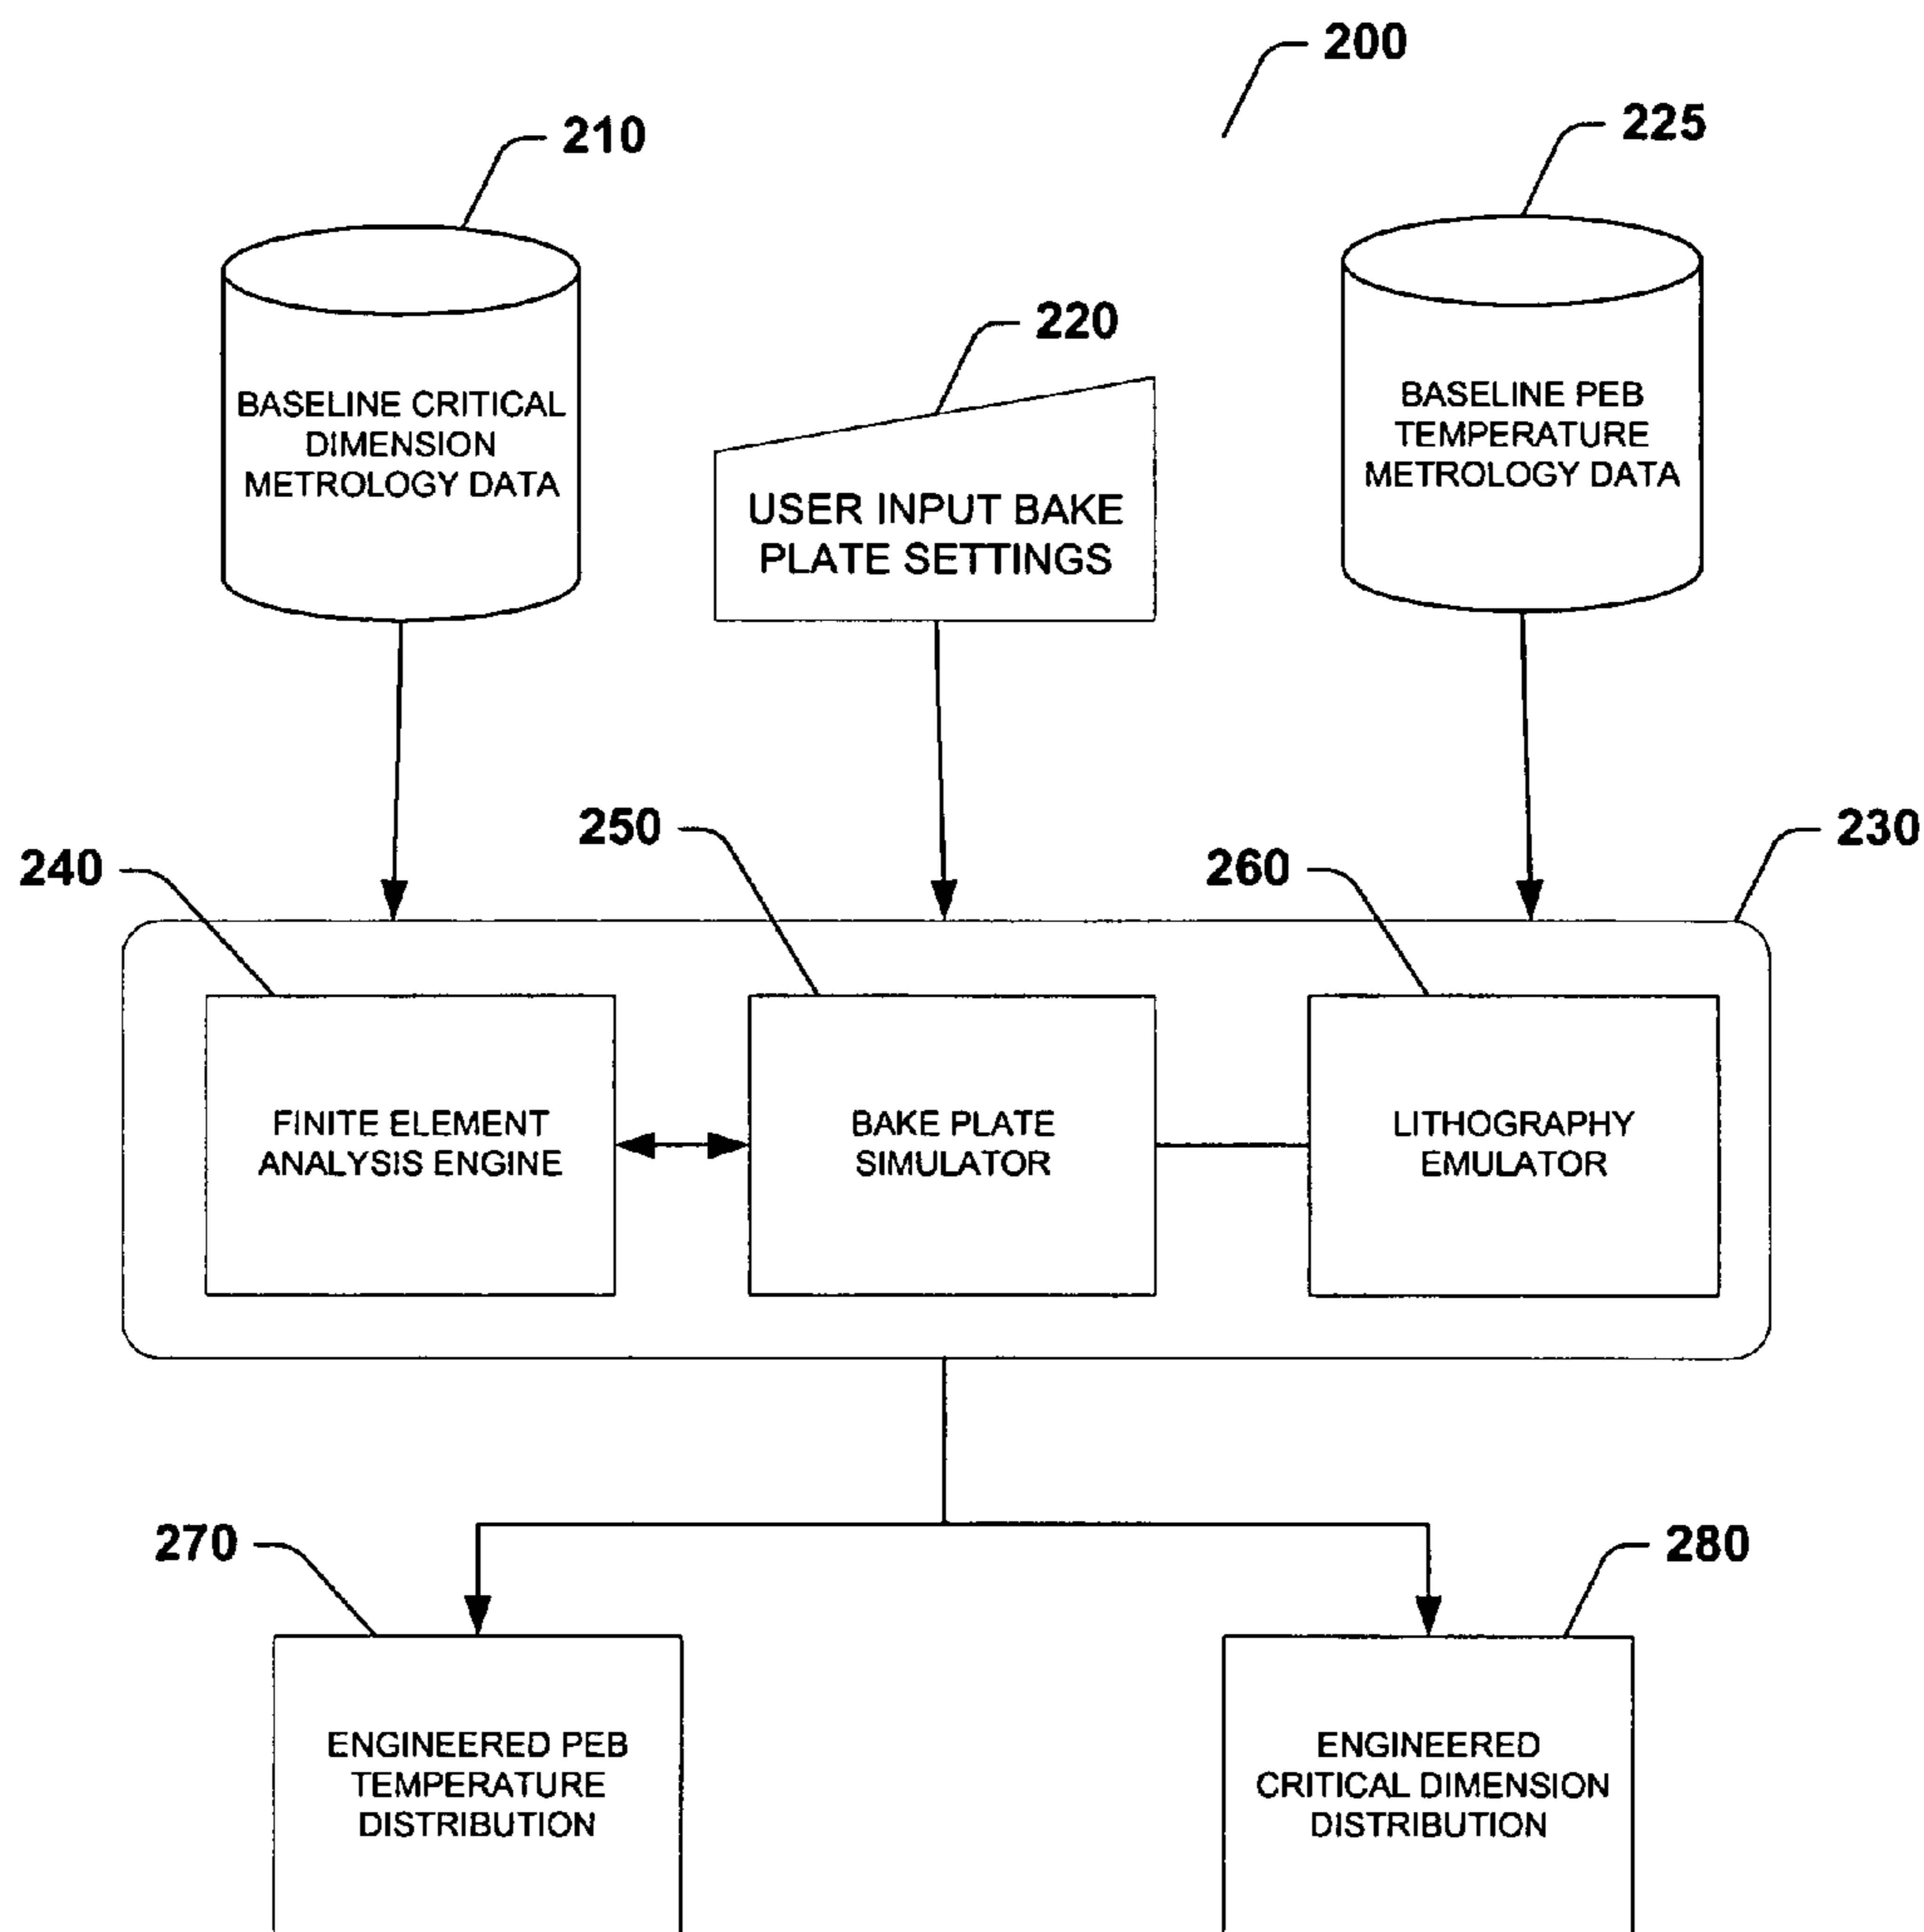 200
210
225
220
BASELINE CRITICAL
DIMENSION
METROLOGY DATA
USER INPUT BAKE
PLATE SETTINGS
BASELINE PEB
TEMPERATURE
METROLOGY DATA
230
240
250
260
FINITE ELEMENT
ANALYSIS ENGINE
BAKE PLATE
SIMULATOR
LITHOGRAPHY
EMULATOR
270
280
ENGINEERED PEB
TEMPERATURE
DISTRIBUTION
ENGINEERED
CRITICAL DIMENSION
DISTRIBUTION